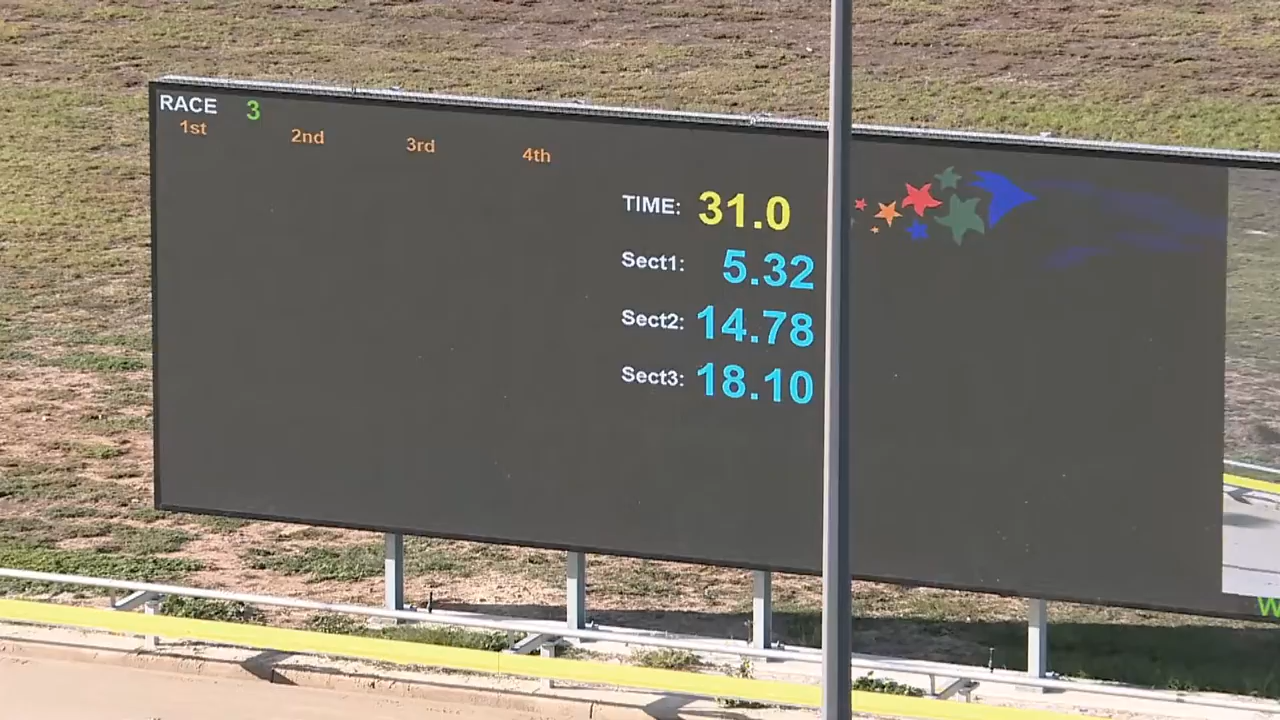 RACE 3
1st 2nd 3rd 4th
TIME: 31.0
Sect1: 5.32
Sect2: 14.78
Sect3: 18.10